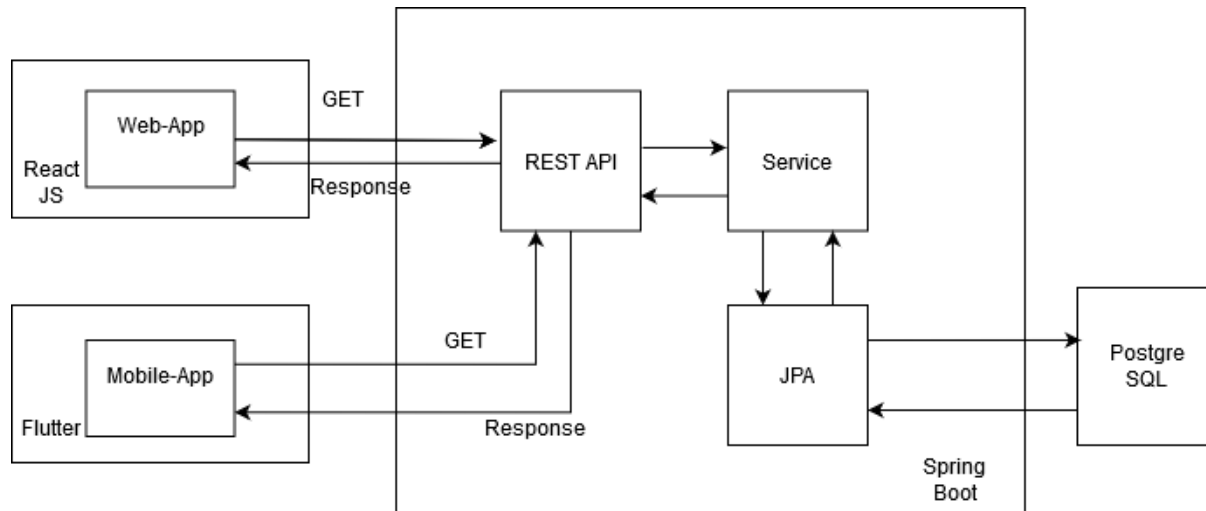 GET
Web-App
REST API
Service
React
JS
Response
GET
Mobile-App
JPA
Postgre
SQL
Flutter
Response
Spring
Boot